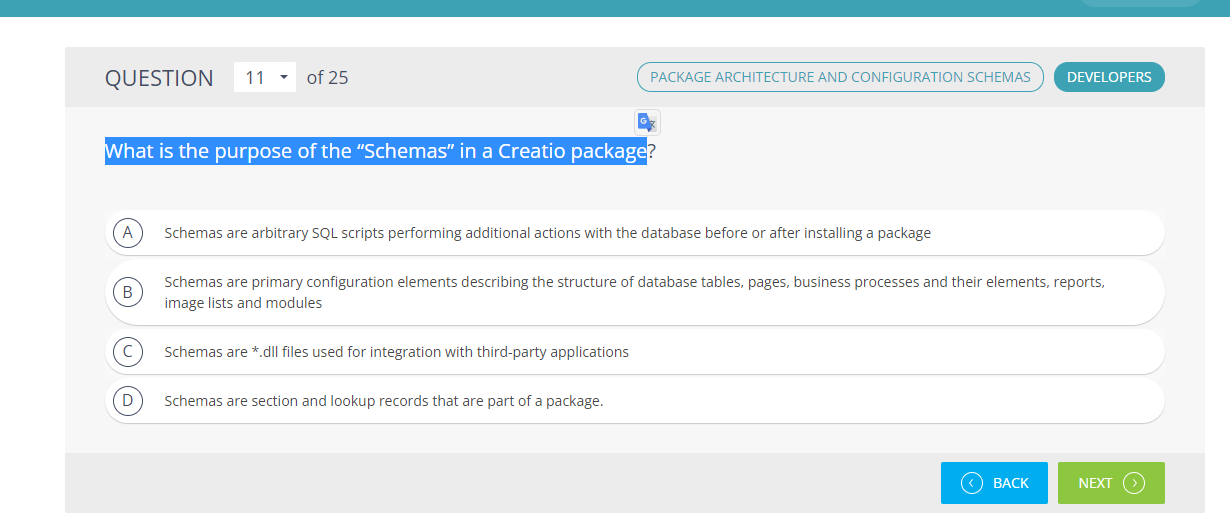 QUESTION 11 of 25 PACKAGE ARCHITECTURE AND CONFIGURATION SCHEMAS DEVELOPERS
What is the purpose of the “Schemas” in a Creatio package?
A Schemas are arbitrary SQL scripts performing additional actions with the database before or after installing a package
B Schemas are primary configuration elements describing the structure of database tables, pages, business processes and their elements, reports,
image lists and modules
C Schemas are *.dll files used for integration with third-party applications
D Schemas are section and lookup records that are part of a package.
BACK NEXT